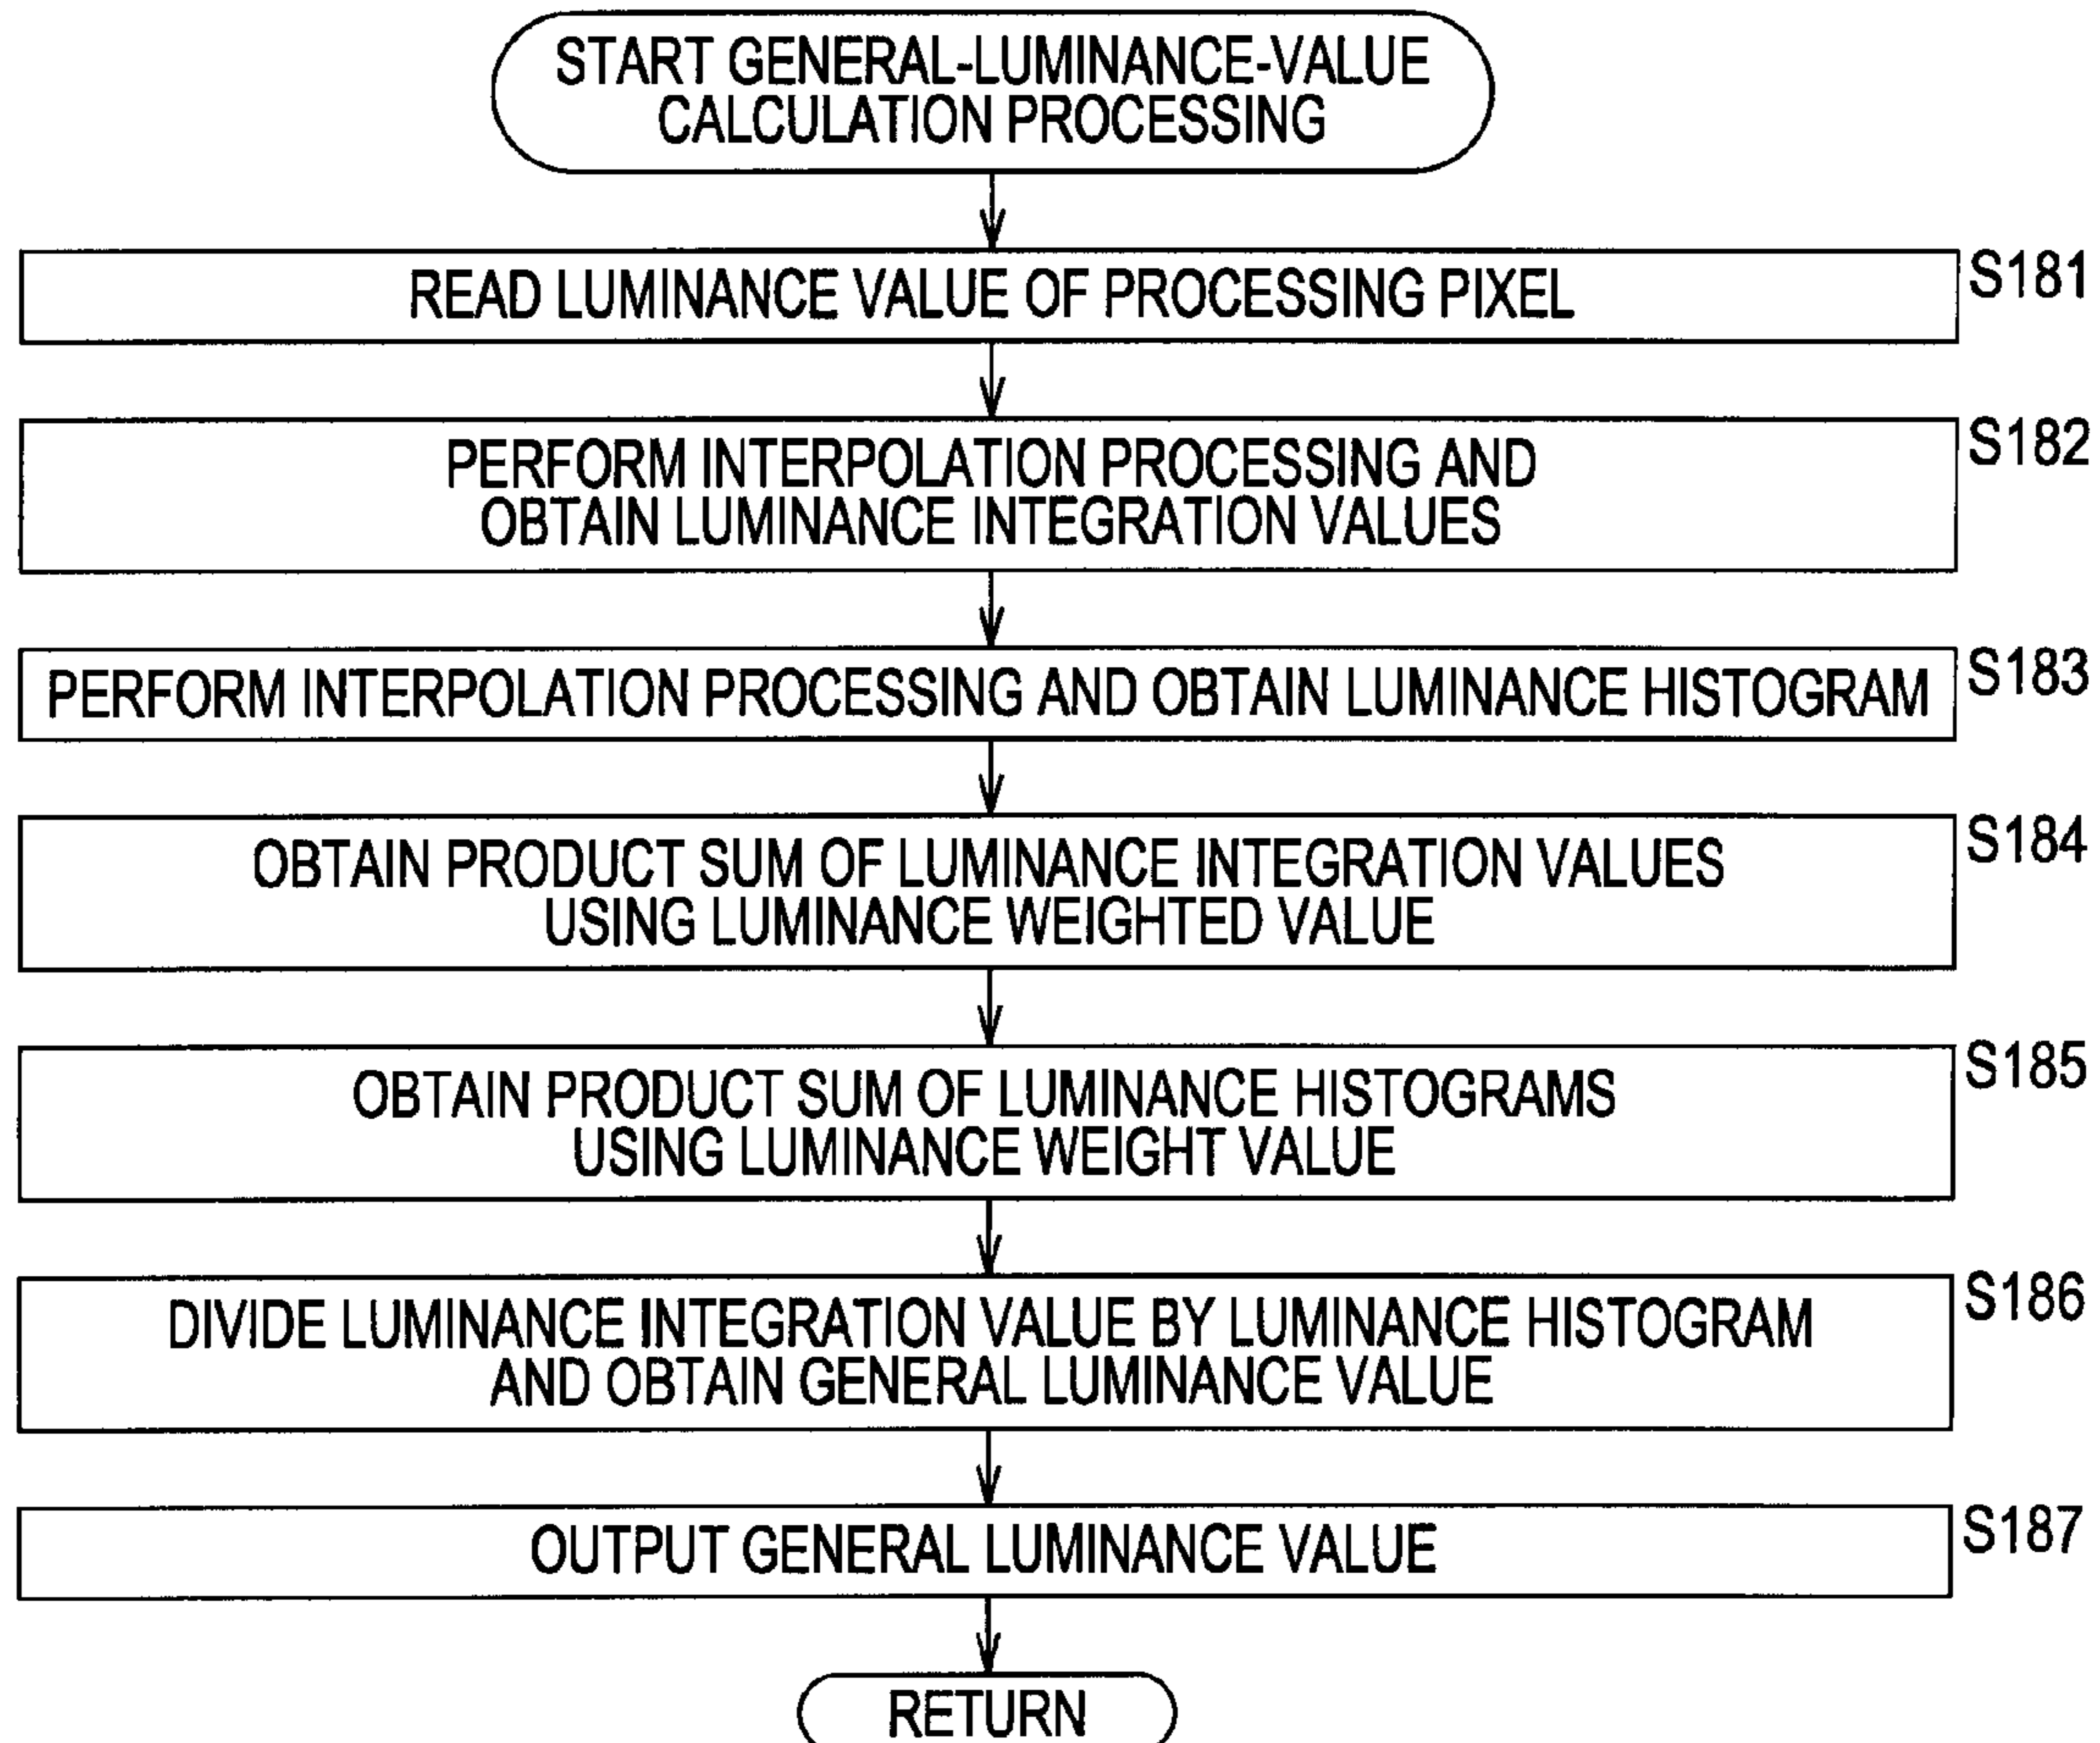 START GENERAL-LUMINANCE-VALUE
CALCULATION PROCESSING
READ LUMINANCE VALUE OF PROCESSING PIXEL
S181
PERFORM INTERPOLATION PROCESSING AND
OBTAIN LUMINANCE INTEGRATION VALUES
S182
PERFORM INTERPOLATION PROCESSING AND OBTAIN LUMINANCE HISTOGRAM
S183
OBTAIN PRODUCT SUM OF LUMINANCE INTEGRATION VALUES
USING LUMINANCE WEIGHTED VALUE
S184
OBTAIN PRODUCT SUM OF LUMINANCE HISTOGRAMS
USING LUMINANCE WEIGHT VALUE
S185
DIVIDE LUMINANCE INTEGRATION VALUE BY LUMINANCE HISTOGRAM
AND OBTAIN GENERAL LUMINANCE VALUE
S186
OUTPUT GENERAL LUMINANCE VALUE
S187
RETURN